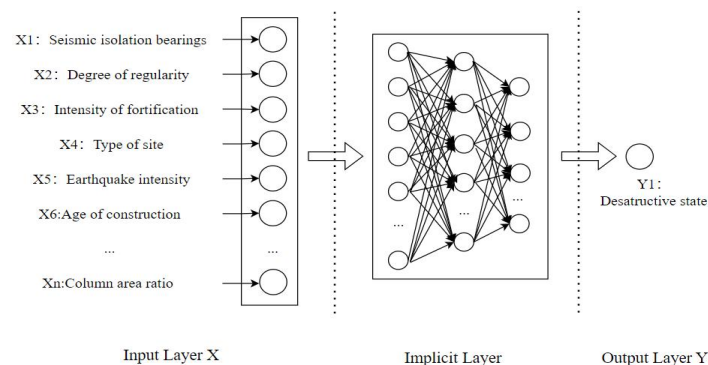 X1：Seismic isolation bearings
X2：Degree of regularity
X3：Intensity of fortification
X4：Type of site
X5：Earthquake intensity
X6:Age of construction
...
Xn:Column area ratio
...
...
...
...
Y1：
Desatructive state
Input Layer X
Implicit Layer
Output Layer Y